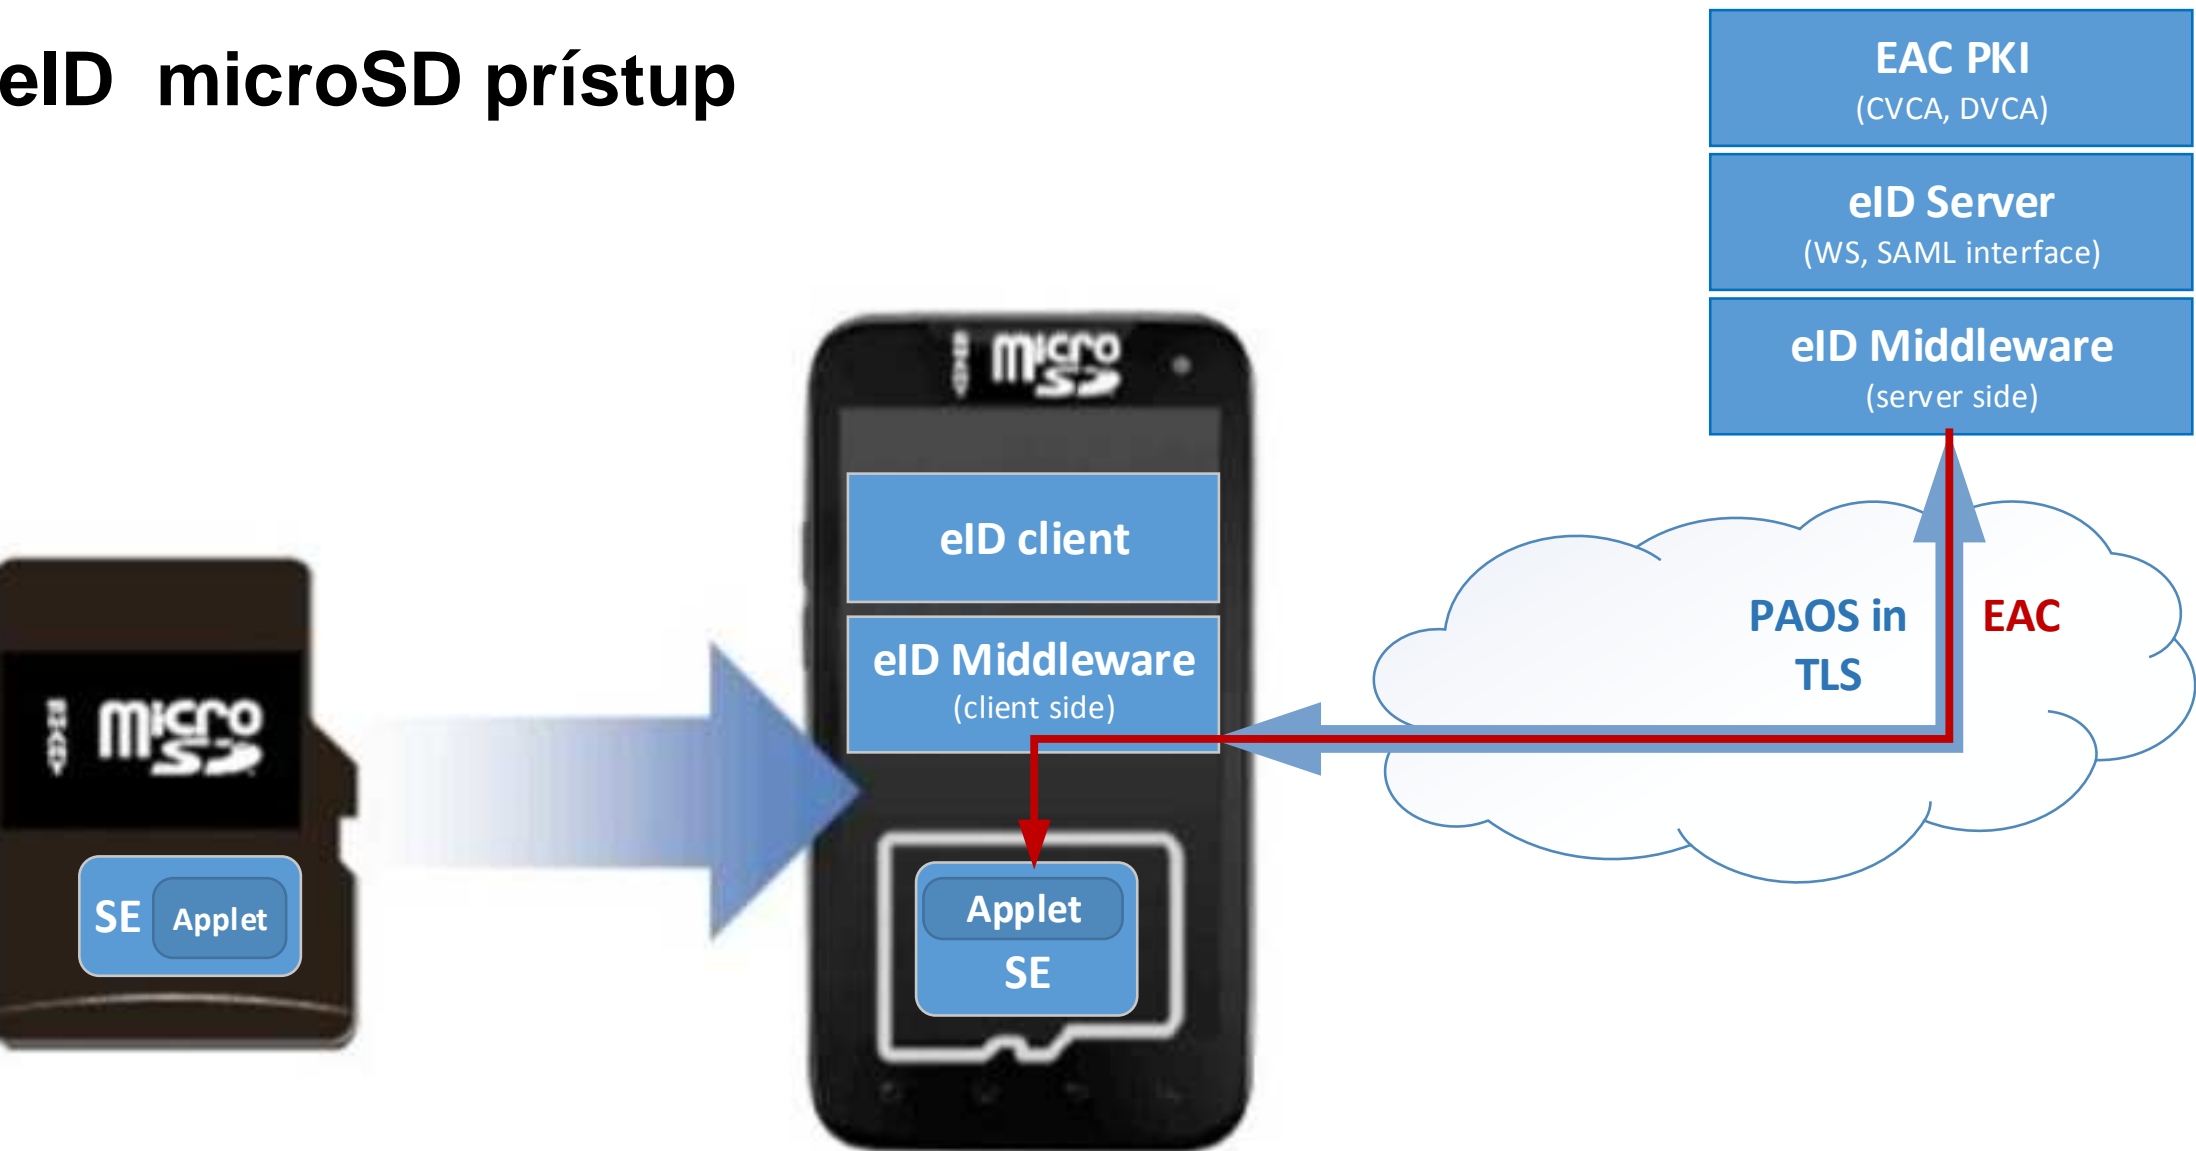 eID microSD prístup
EAC PKI
(CVCA, DVCA)
eID Server
(WS, SAML interface)
eID Middleware
(server side)
micro
SD
eID client
eID Middleware
(client side)
PAOS in
TLS
EAC
micro
SD
SE
Applet
Applet
SE